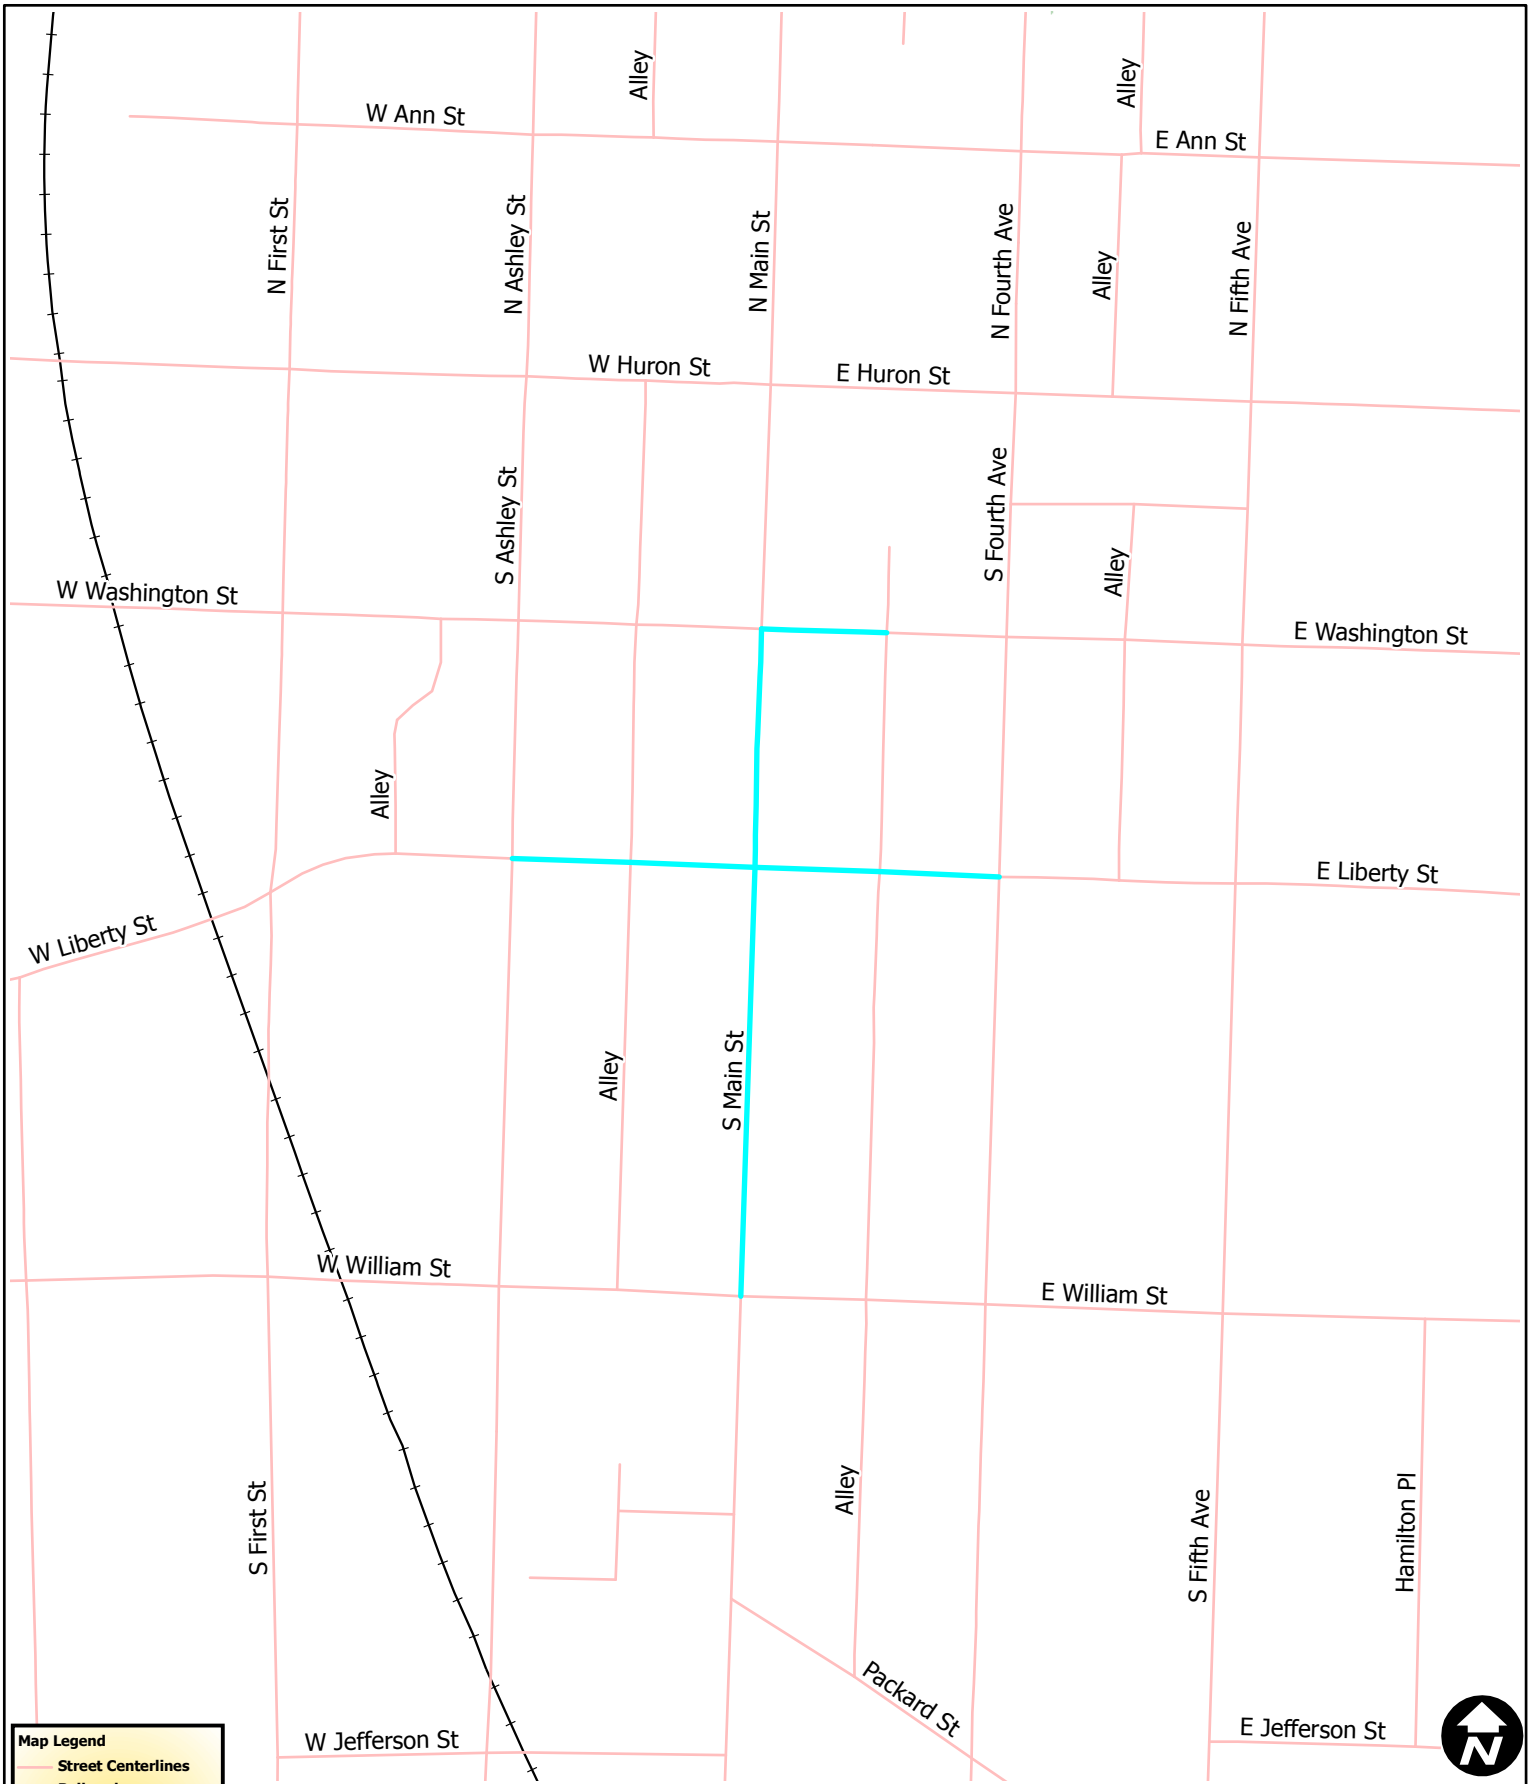 Alley
Alley
W Ann St
E Ann St
N First St
N Ashley St
N Main St
N Fourth Ave
Alley
N Fifth Ave
W Huron St
E Huron St
S Ashley St
S Fourth Ave
Alley
W Washington St
E Washington St
Alley
E Liberty St
W Liberty St
Alley
S Main St
W William St
E William St
S First St
Alley
S Fifth Ave
Hamilton Pl
Packard St
W Jefferson St
E Jefferson St
N
Map Legend
Street Centerlines